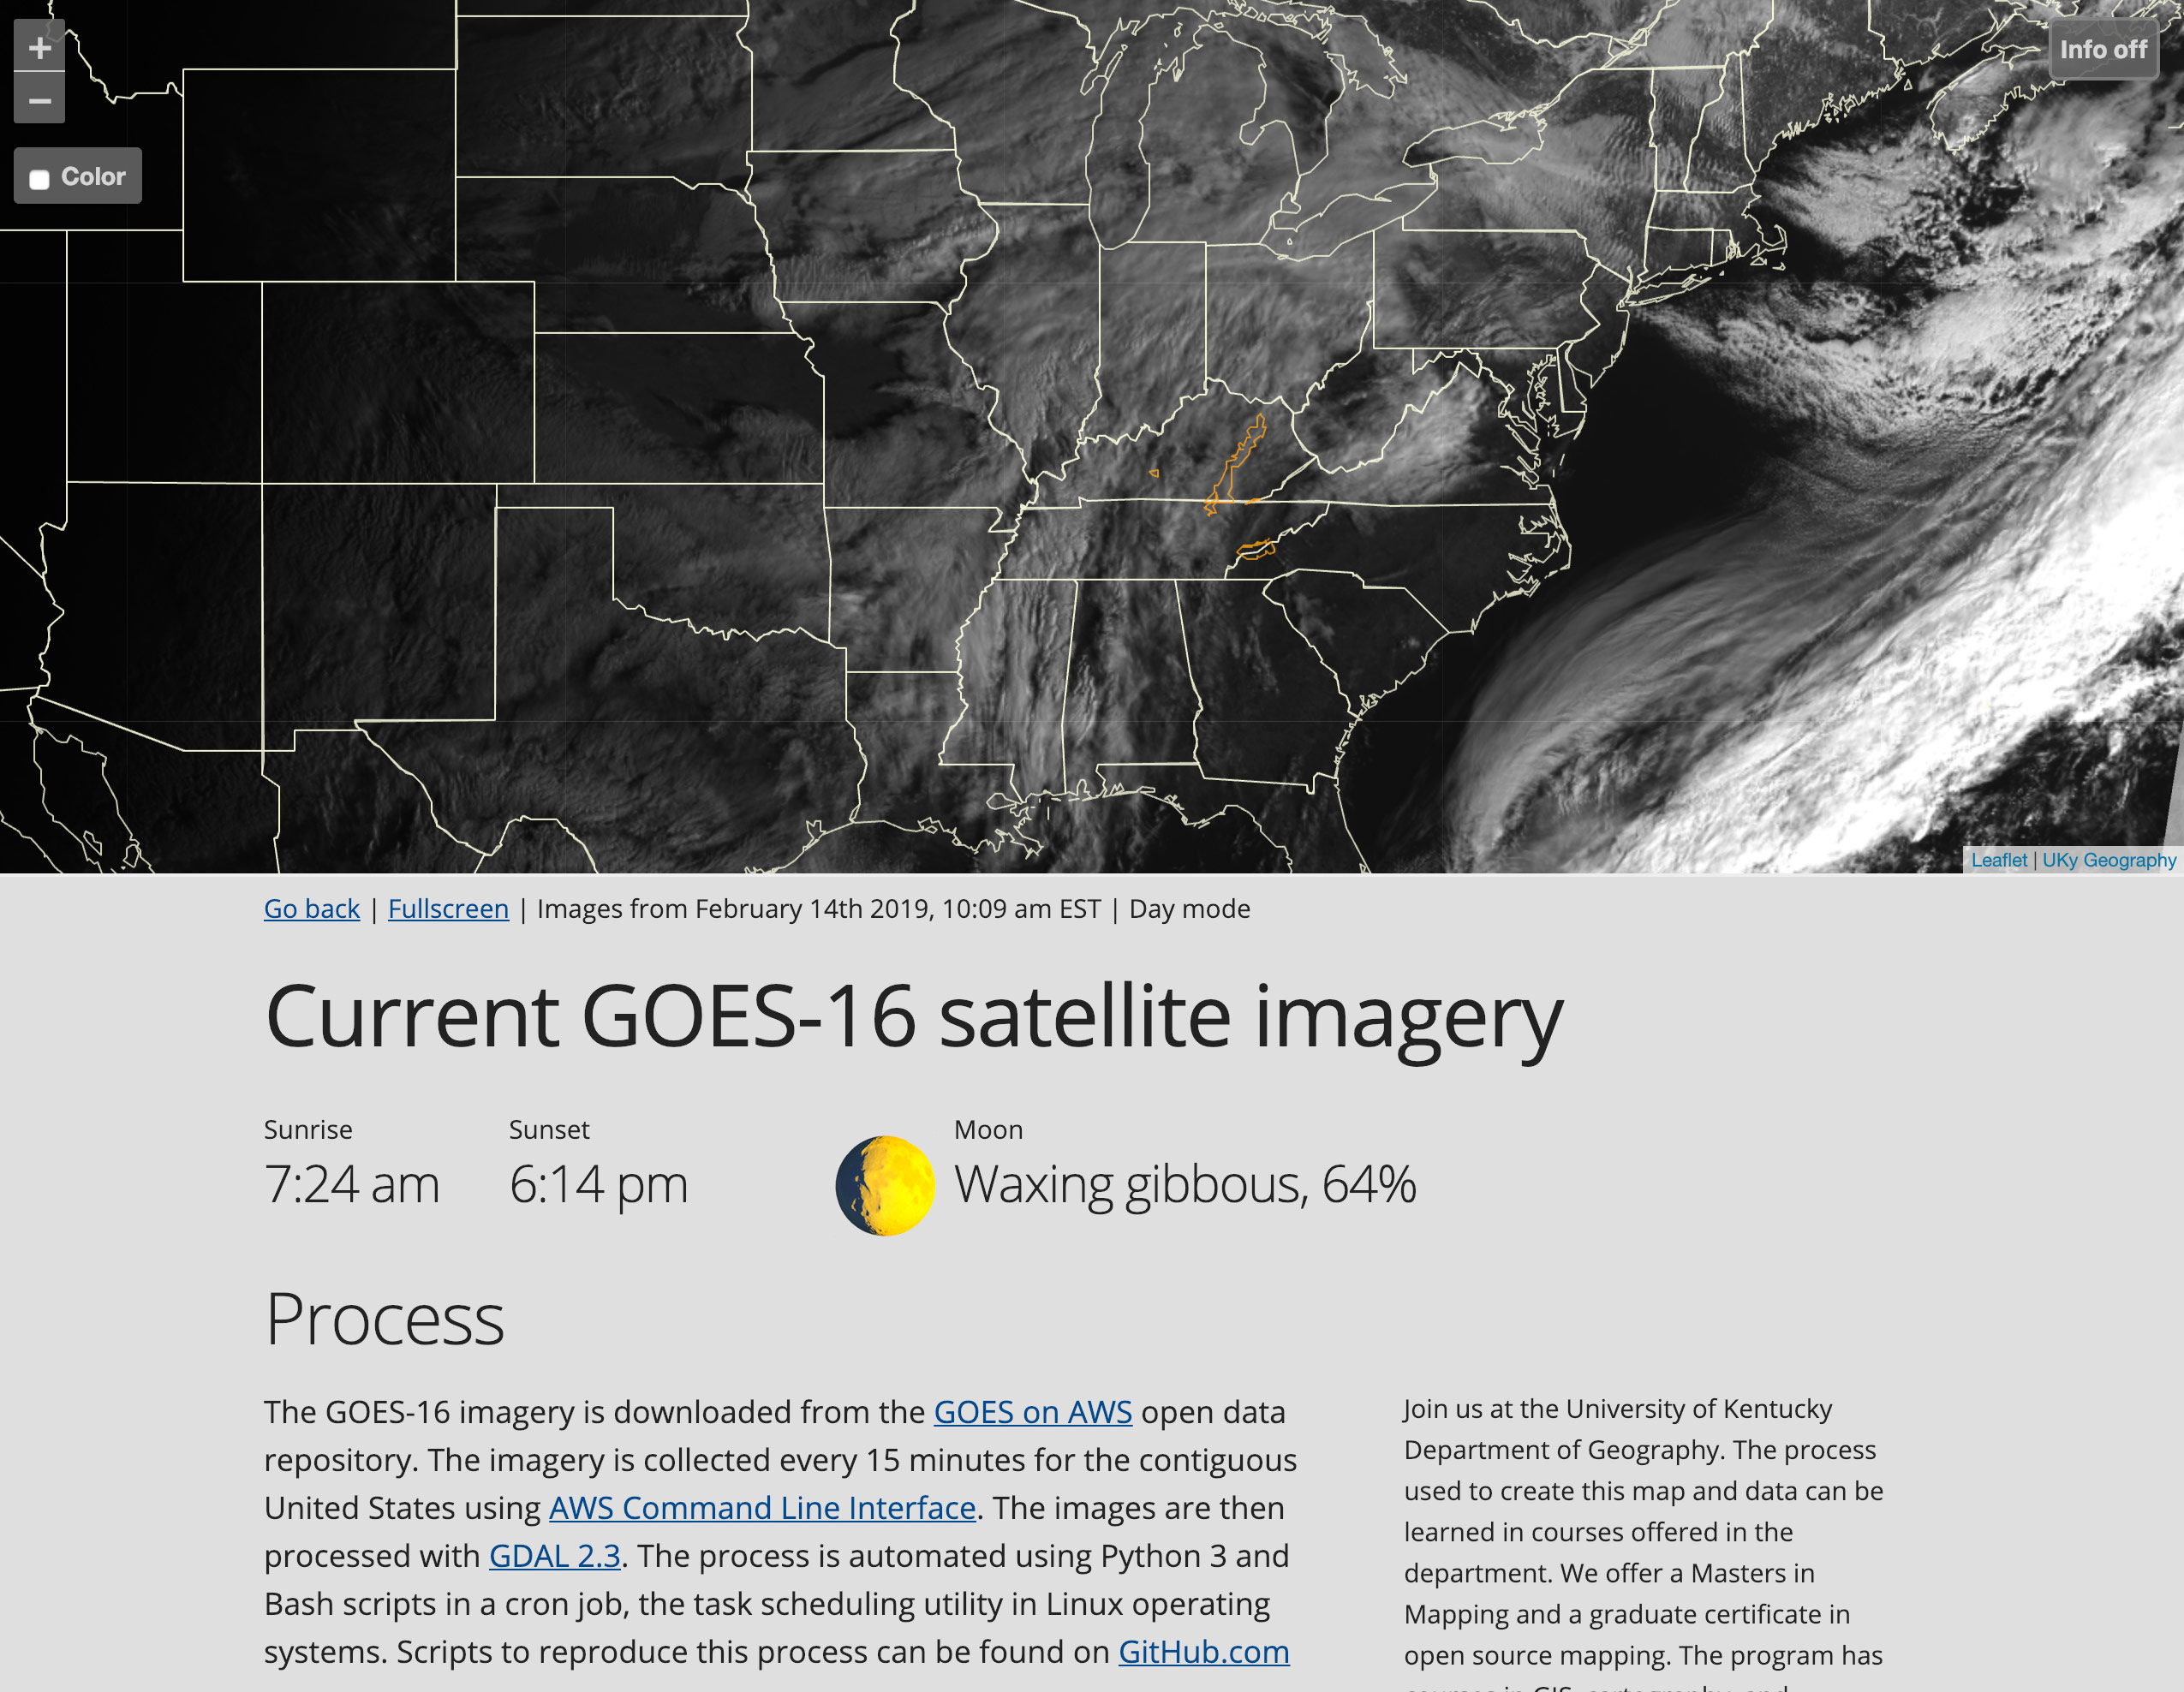 +
−
Color
Info off
Leaflet | UKy Geography
Go back | Fullscreen | Images from February 14th 2019, 10:09 am EST | Day mode
Current GOES-16 satellite imagery
Sunrise
7:24 am
Sunset
6:14 pm
Moon
Waxing gibbous, 64%
Process
The GOES-16 imagery is downloaded from the GOES on AWS open data
repository. The imagery is collected every 15 minutes for the contiguous
United States using AWS Command Line Interface. The images are then
processed with GDAL 2.3. The process is automated using Python 3 and
Bash scripts in a cron job, the task scheduling utility in Linux operating
systems. Scripts to reproduce this process can be found on GitHub.com
Join us at the University of Kentucky
Department of Geography. The process
used to create this map and data can be
learned in courses offered in the
department. We offer a Masters in
Mapping and a graduate certificate in
open source mapping. The program has